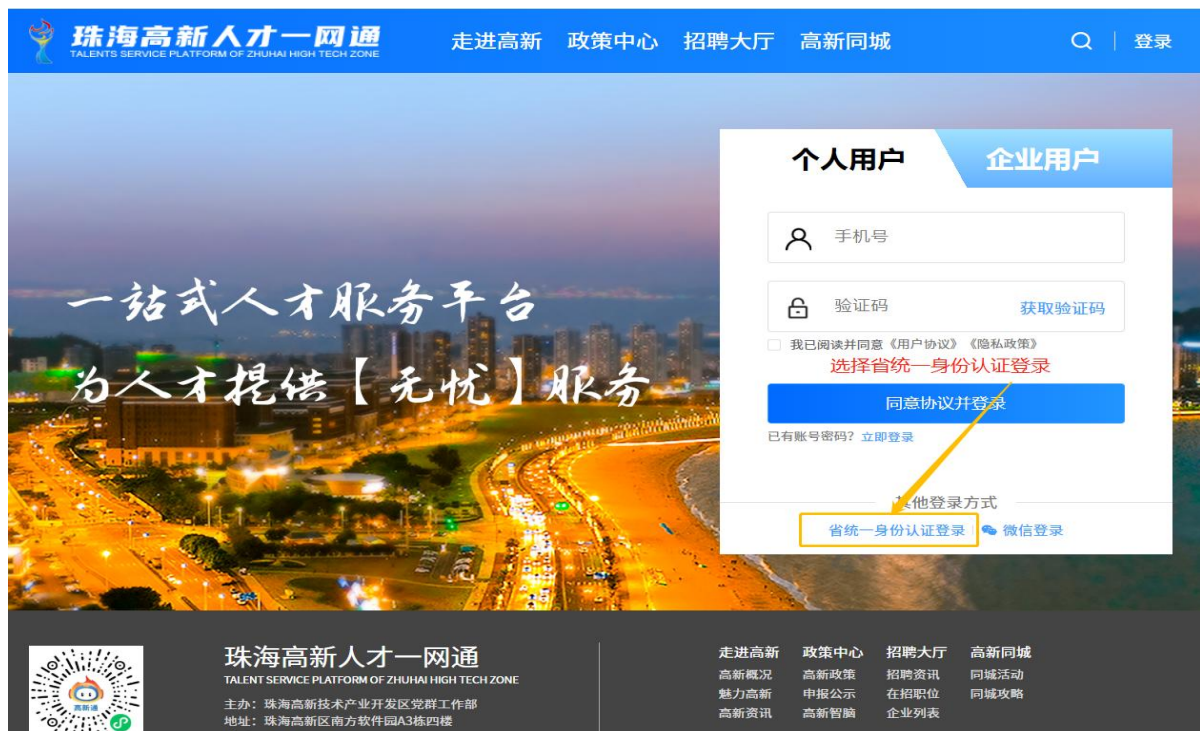 珠海高新人才一网通
TALENTS SERVICE PLATFORM OF ZHUHAI HIGH TECH ZONE
走进高新 政策中心 招聘大厅 高新同城 登录
一站式人才服务平台
为人才提供【无忧】服务
个人用户 企业用户
手机号
验证码 获取验证码
我已阅读并同意《用户协议》《隐私政策》
选择省统一身份认证登录
同意协议并登录
已有账号密码？立即登录
其他登录方式
省统一身份认证登录 微信登录
高新通
珠海高新人才一网通
TALENT SERVICE PLATFORM OF ZHUHAI HIGH TECH ZONE
主办：珠海高新技术产业开发区党群工作部
地址：珠海高新区南方软件园A3栋四楼
走进高新 政策中心 招聘大厅 高新同城
高新概况 高新政策 招聘资讯 同城活动
魅力高新 申报公示 在招职位 同城攻略
高新资讯 高新智脑 企业列表